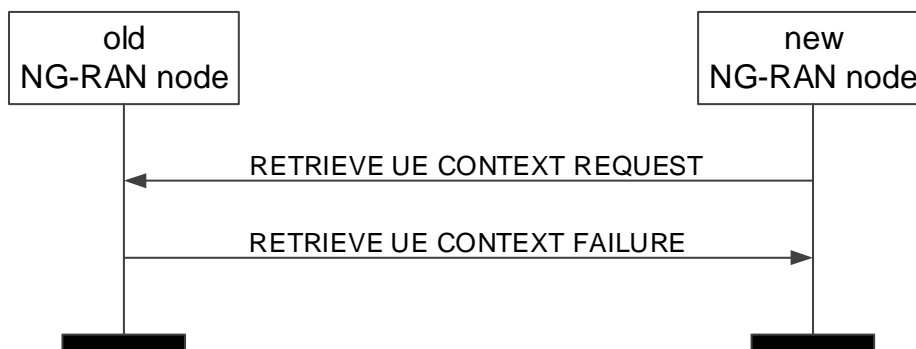 old
NG-RAN node
new
NG-RAN node
RETRIEVE UE CONTEXT REQUEST
RETRIEVE UE CONTEXT FAILURE